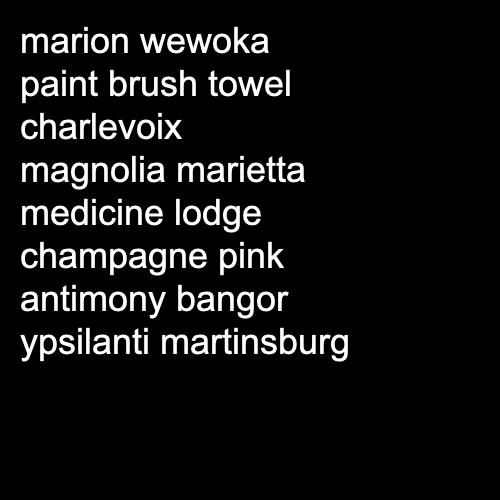 marion wewoka
paint brush towel
charlevoix
magnolia marietta
medicine lodge
champagne pink
antimony bangor
ypsilanti martinsburg